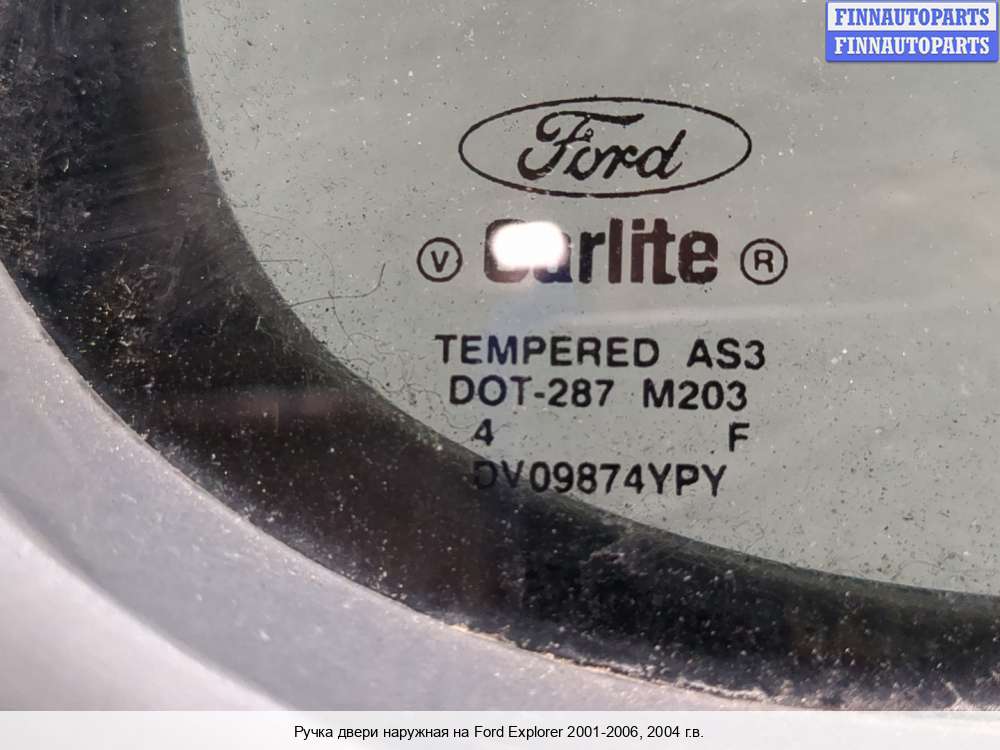 FINNAUTOPARTS
FINNAUTOPARTS
Ford
V Carlite R
TEMPERED AS3
DOT-287 M203
4 F
DV09874YPY
Ручка двери наружная на Ford Explorer 2001-2006, 2004 г.в.